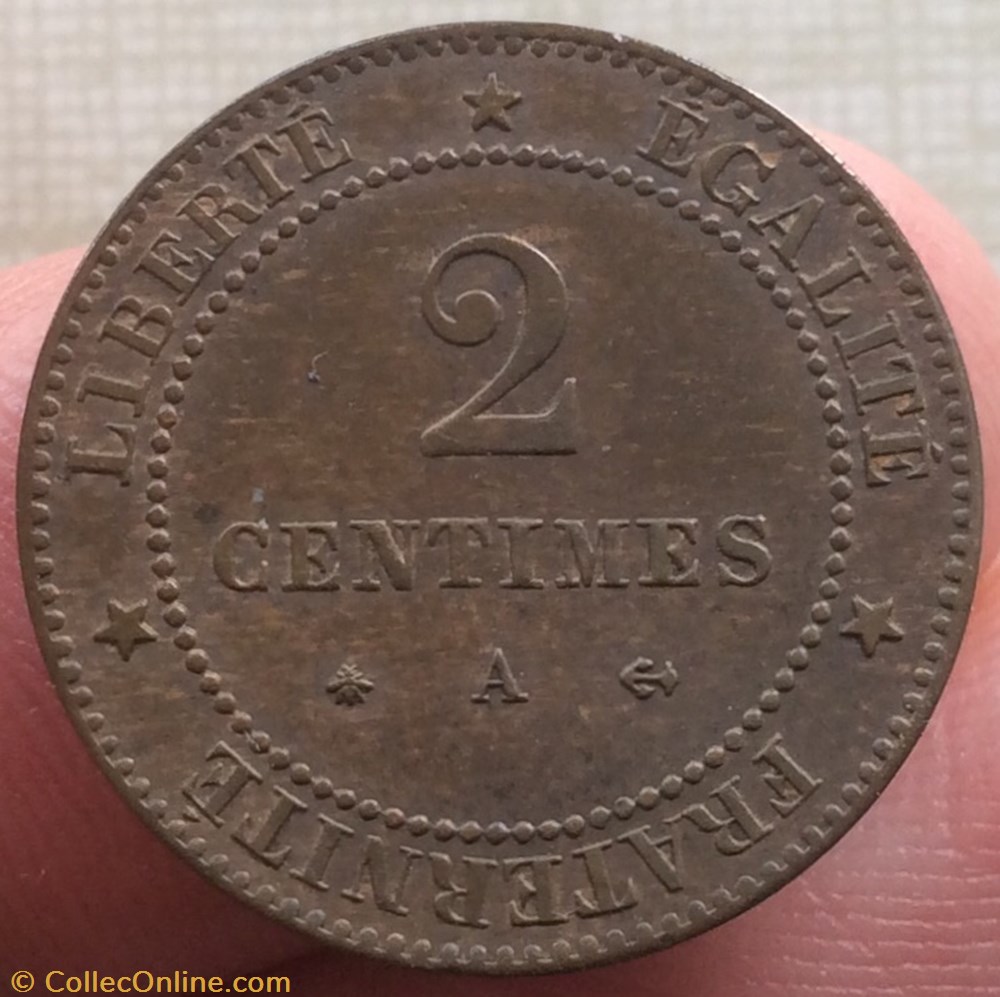 LIBERTÉ ★ ÉGALITÉ ★ FRATERNITÉ ★
2
CENTIMES
A
© CollecOnline.com